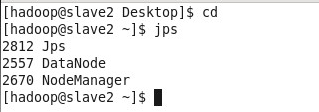 [hadoop@slave2 Desktop]$ cd
[hadoop@slave2 ~]$ jps
2812 Jps
2557 DataNode
2670 NodeManager
[hadoop@slave2 ~]$